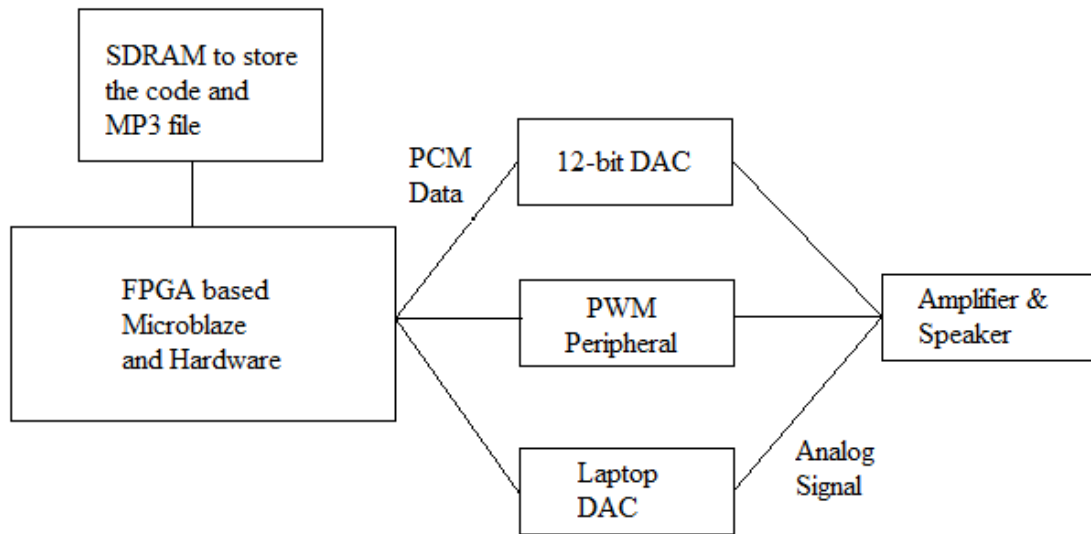 SDRAM to store
the code and
MP3 file
PCM
Data
12-bit DAC
FPGA based
Microblaze
and Hardware
PWM
Peripheral
Amplifier &
Speaker
Laptop
DAC
Analog
Signal